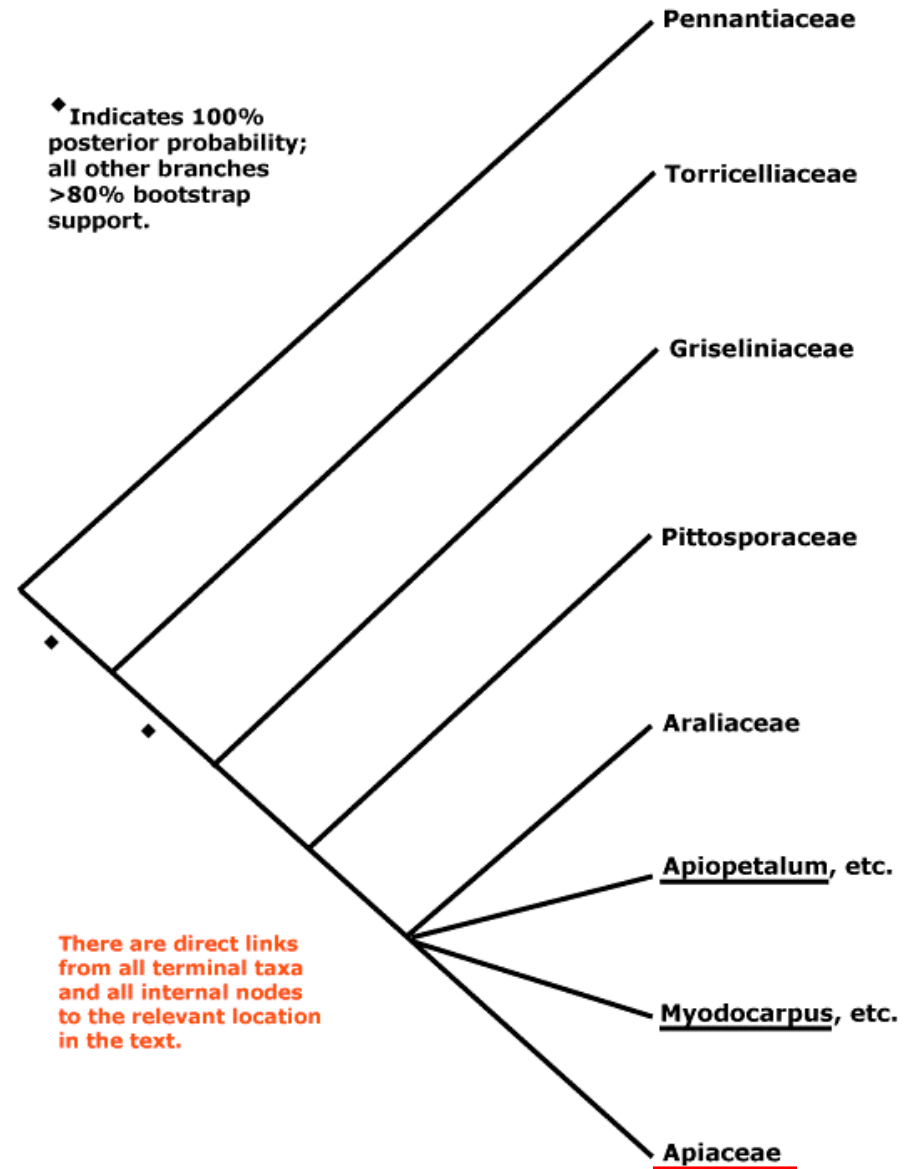 Pennantiaceae
◆Indicates 100%
posterior probability;
all other branches
>80% bootstrap
support.
Torricelliaceae
Griseliniaceae
Pittosporaceae
Araliaceae
Apiopetalum, etc.
There are direct links
from all terminal taxa
and all internal nodes
to the relevant location
in the text.
Myodocarpus, etc.
Apiaceae